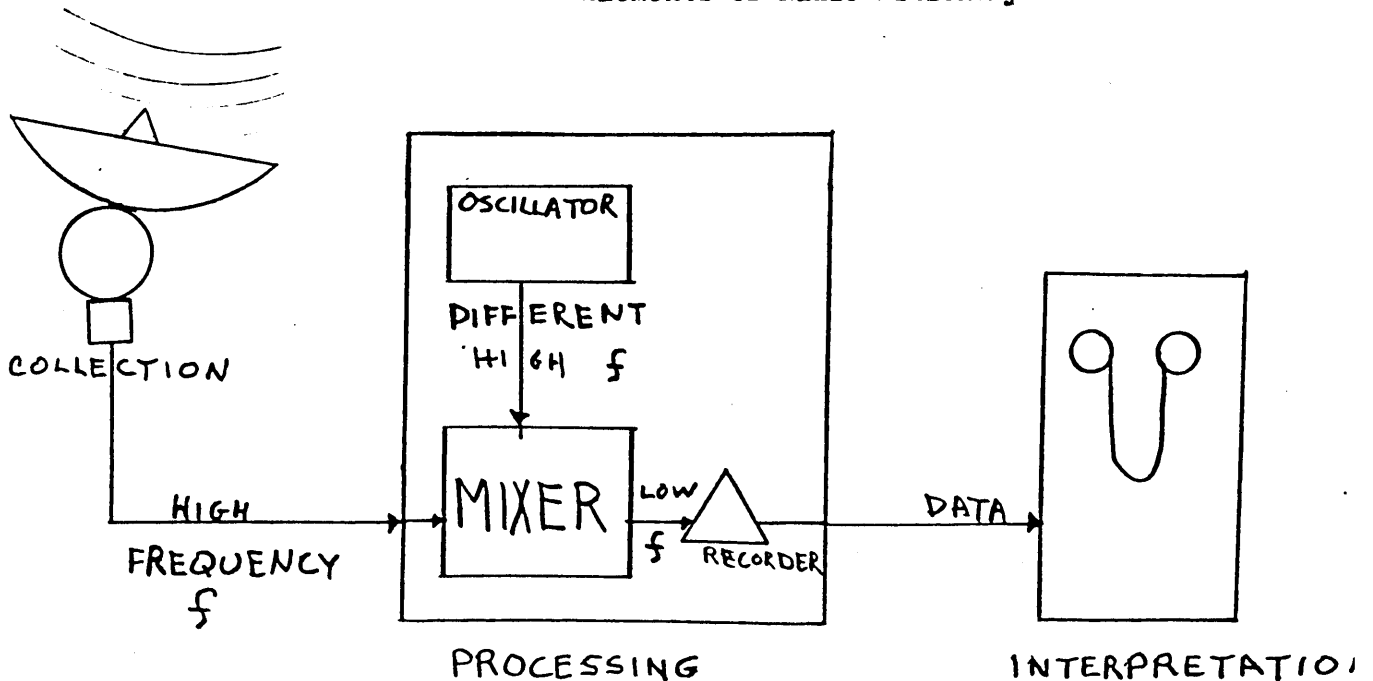 OSCILLATOR
DIFFERENT
HIGH f
COLLECTION
HIGH
FREQUENCY
f
MIXER
LOW
f
RECORDER
DATA
PROCESSING
INTERPRETATIO